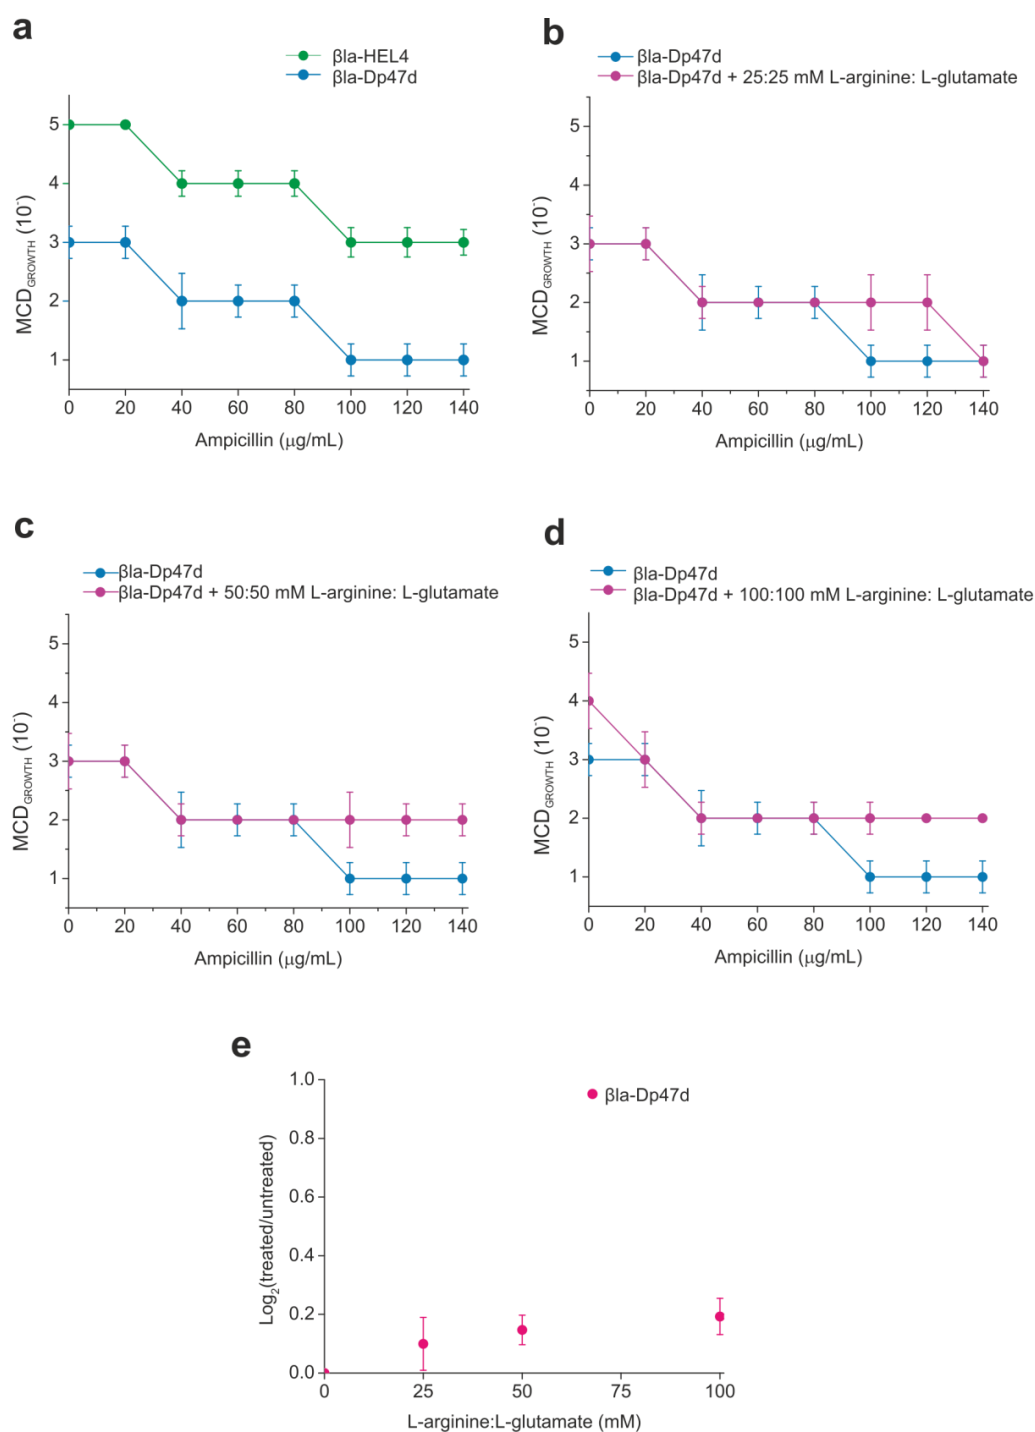 a
βla-HEL4
βla-Dp47d
5
4
3
2
1
MCD_GROWTH (10⁻)
0 20 40 60 80 100 120 140
Ampicillin (μg/mL)
b
βla-Dp47d
βla-Dp47d + 25:25 mM L-arginine: L-glutamate
5
4
3
2
1
MCD_GROWTH (10⁻)
0 20 40 60 80 100 120 140
Ampicillin (μg/mL)
c
βla-Dp47d
βla-Dp47d + 50:50 mM L-arginine: L-glutamate
5
4
3
2
1
MCD_GROWTH (10⁻)
0 20 40 60 80 100 120 140
Ampicillin (μg/mL)
d
βla-Dp47d
βla-Dp47d + 100:100 mM L-arginine: L-glutamate
5
4
3
2
1
MCD_GROWTH (10⁻)
0 20 40 60 80 100 120 140
Ampicillin (μg/mL)
e
βla-Dp47d
1.0
0.8
0.6
0.4
0.2
0.0
Log₂(treated/untreated)
0 25 50 75 100
L-arginine:L-glutamate (mM)